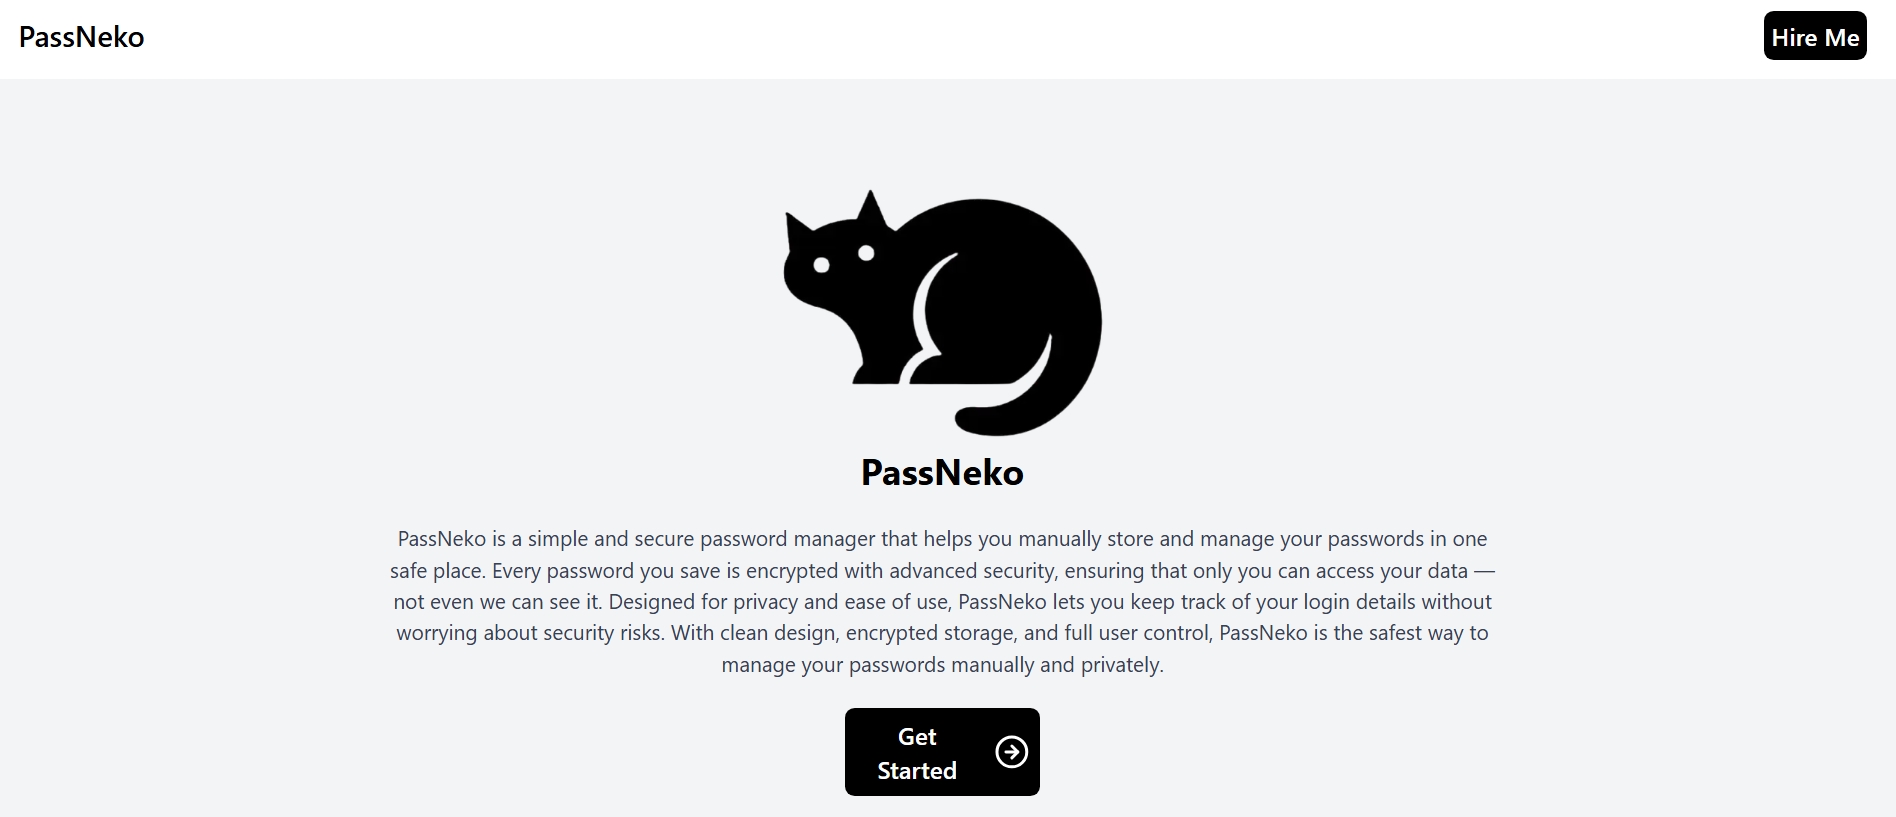 PassNeko
Hire Me
PassNeko
PassNeko is a simple and secure password manager that helps you manually store and manage your passwords in one
safe place. Every password you save is encrypted with advanced security, ensuring that only you can access your data —
not even we can see it. Designed for privacy and ease of use, PassNeko lets you keep track of your login details without
worrying about security risks. With clean design, encrypted storage, and full user control, PassNeko is the safest way to
manage your passwords manually and privately.
Get
Started